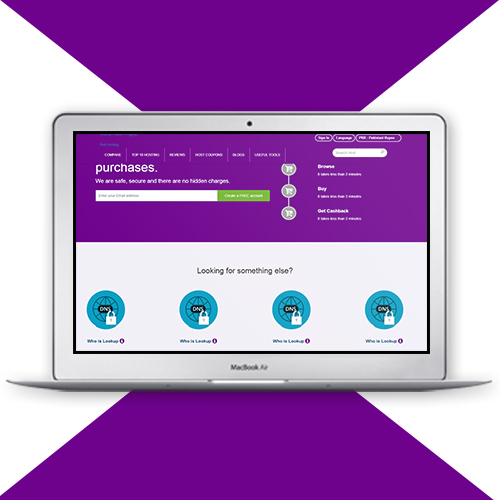 Sign In
Language
PKR - Pakistani Rupee
COMPARE
TOP 10 HOSTING
REVIEWS
HOST COUPONS
BLOGS
USEFUL TOOLS
purchases.
We are safe, secure and there are no hidden charges.
Enter your Email address
Create a FREE account
Browse
It takes less than 2 minutes
Buy
It takes less than 2 minutes
Get Cashback
It takes less than 2 minutes
Looking for something else?
DNS
DNS
DNS
DNS
Who is Lookup
Who is Lookup
Who is Lookup
Who is Lookup
MacBook Air